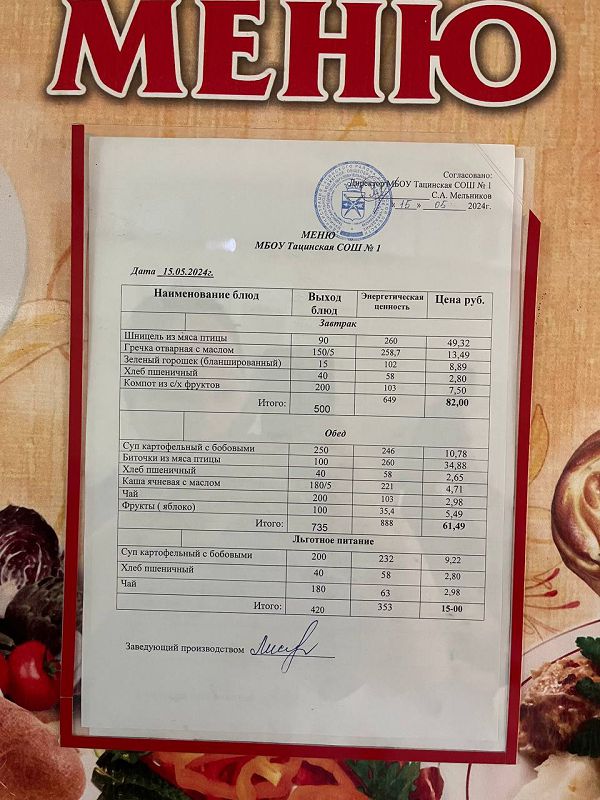 МЕНЮ
Согласовано:
Директор МБОУ Тацинская СОШ № 1
С.А. Мельников
« 15 » 05 2024г.
МЕНЮ
МБОУ Тацинская СОШ № 1
Дата 15.05.2024г.
Наименование блюд Выход блюд Энергетическая ценность Цена руб.
Завтрак
Шницель из мяса птицы 90 260 49,32
Гречка отварная с маслом 150/5 258,7 13,49
Зеленый горошек (бланшированный) 15 102 8,89
Хлеб пшеничный 40 58 2,80
Компот из с/х фруктов 200 103 7,50
Итого: 500 649 82,00
Обед
Суп картофельный с бобовыми 250 246 10,78
Биточки из мяса птицы 100 260 34,88
Хлеб пшеничный 40 58 2,65
Каша ячневая с маслом 180/5 221 4,71
Чай 200 103 2,98
Фрукты ( яблоко) 100 35,4 5,49
Итого: 735 888 61,49
Льготное питание
Суп картофельный с бобовыми 200 232 9,22
Хлеб пшеничный 40 58 2,80
Чай 180 63 2,98
Итого: 420 353 15-00
Заведующий производством